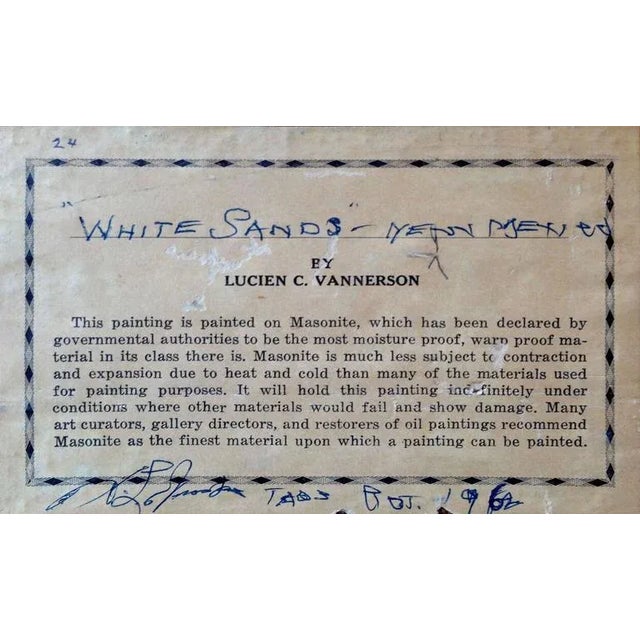 24
"WHITE SANDS" -
BY
LUCIEN C. VANNERSON
This painting is painted on Masonite, which has been declared by
governmental authorities to be the most moisture proof, warp proof ma-
terial in its class there is. Masonite is much less subject to contraction
and expansion due to heat and cold than many of the materials used
for painting purposes. It will hold this painting indefinitely under
conditions where other materials would fail and show damage. Many
art curators, gallery directors, and restorers of oil paintings recommend
Masonite as the finest material upon which a painting can be painted.
TAOS